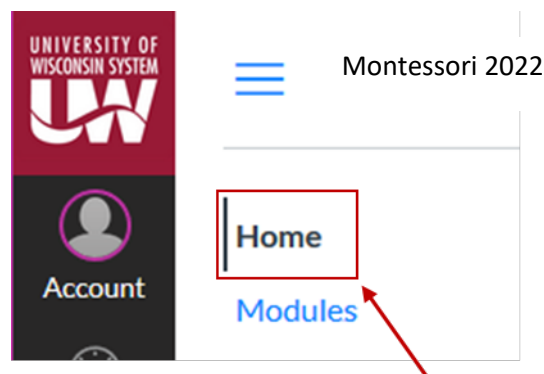 UNIVERSITY OF
WISCONSIN SYSTEM
UW
Montessori 2022
Home
Account
Modules